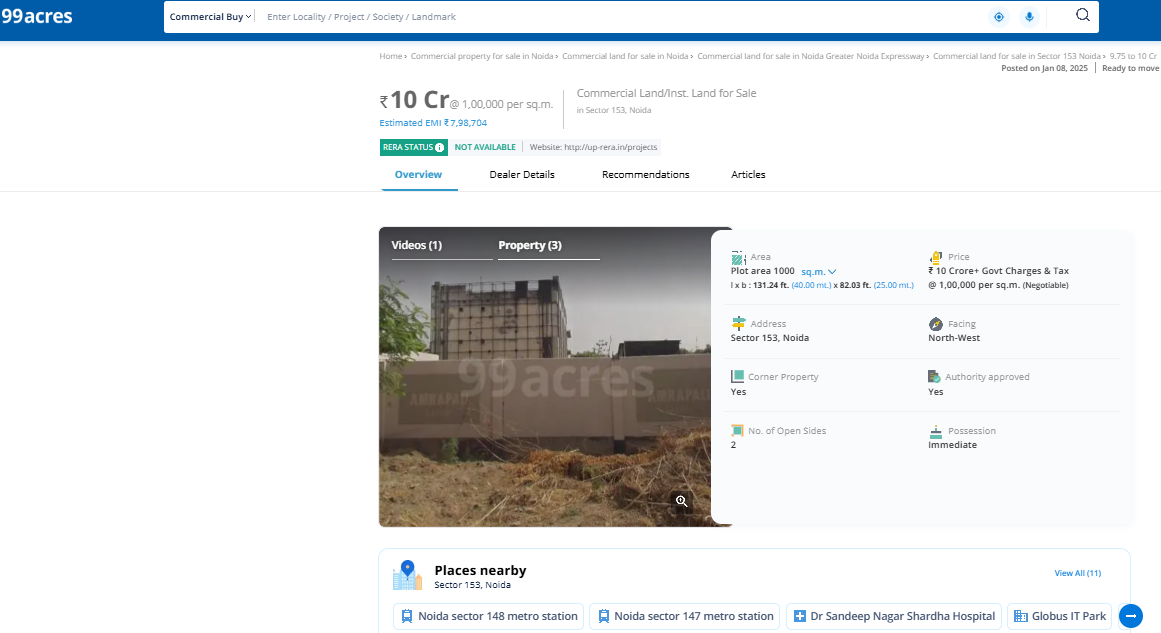 99acres
Commercial Buy Enter Locality / Project / Society / Landmark
Home › Commercial property for sale in Noida › Commercial land for sale in Noida › Commercial land for sale in Noida Greater Noida Expressway › Commercial land for sale in Sector 153 Noida › 9.75 to 10 Cr
Posted on Jan 08, 2025 | Ready to move
₹ 10 Cr @ 1,00,000 per sq.m.
Commercial Land/Inst. Land for Sale
in Sector 153, Noida
Estimated EMI ₹ 7,98,704
RERA STATUS i NOT AVAILABLE | Website: http://up-rera.in/projects
Overview Dealer Details Recommendations Articles
Videos (1) Property (3)
99acres
AMRAPALI
AMRAPALI
Area
Plot area 1000 sq.m.
l x b : 131.24 ft. (40.00 mt.) x 82.03 ft. (25.00 mt.)
Price
₹ 10 Crore+ Govt Charges & Tax
@ 1,00,000 per sq.m. (Negotiable)
Address
Sector 153, Noida
Facing
North-West
Corner Property
Yes
Authority approved
Yes
No. of Open Sides
2
Possession
Immediate
Places nearby
Sector 153, Noida
View All (11)
Noida sector 148 metro station Noida sector 147 metro station Dr Sandeep Nagar Shardha Hospital Globus IT Park